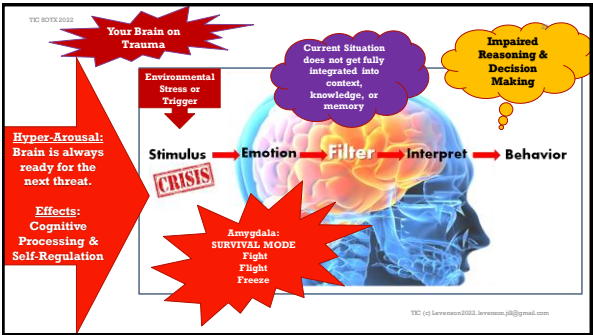 TIC SOTX 2022
Your Brain on
Trauma
Current Situation
does not get fully
integrated into
context,
knowledge, or
memory
Impaired
Reasoning &
Decision
Making
Environmental
Stress or
Trigger
Hyper-Arousal:
Brain is always
ready for the
next threat.
Effects:
Cognitive
Processing &
Self-Regulation
Stimulus Emotion Filter Interpret Behavior
CRISIS
Amygdala:
SURVIVAL MODE
Fight
Flight
Freeze
TIC (c) Levenson2022. levenson.jill@gmail.com